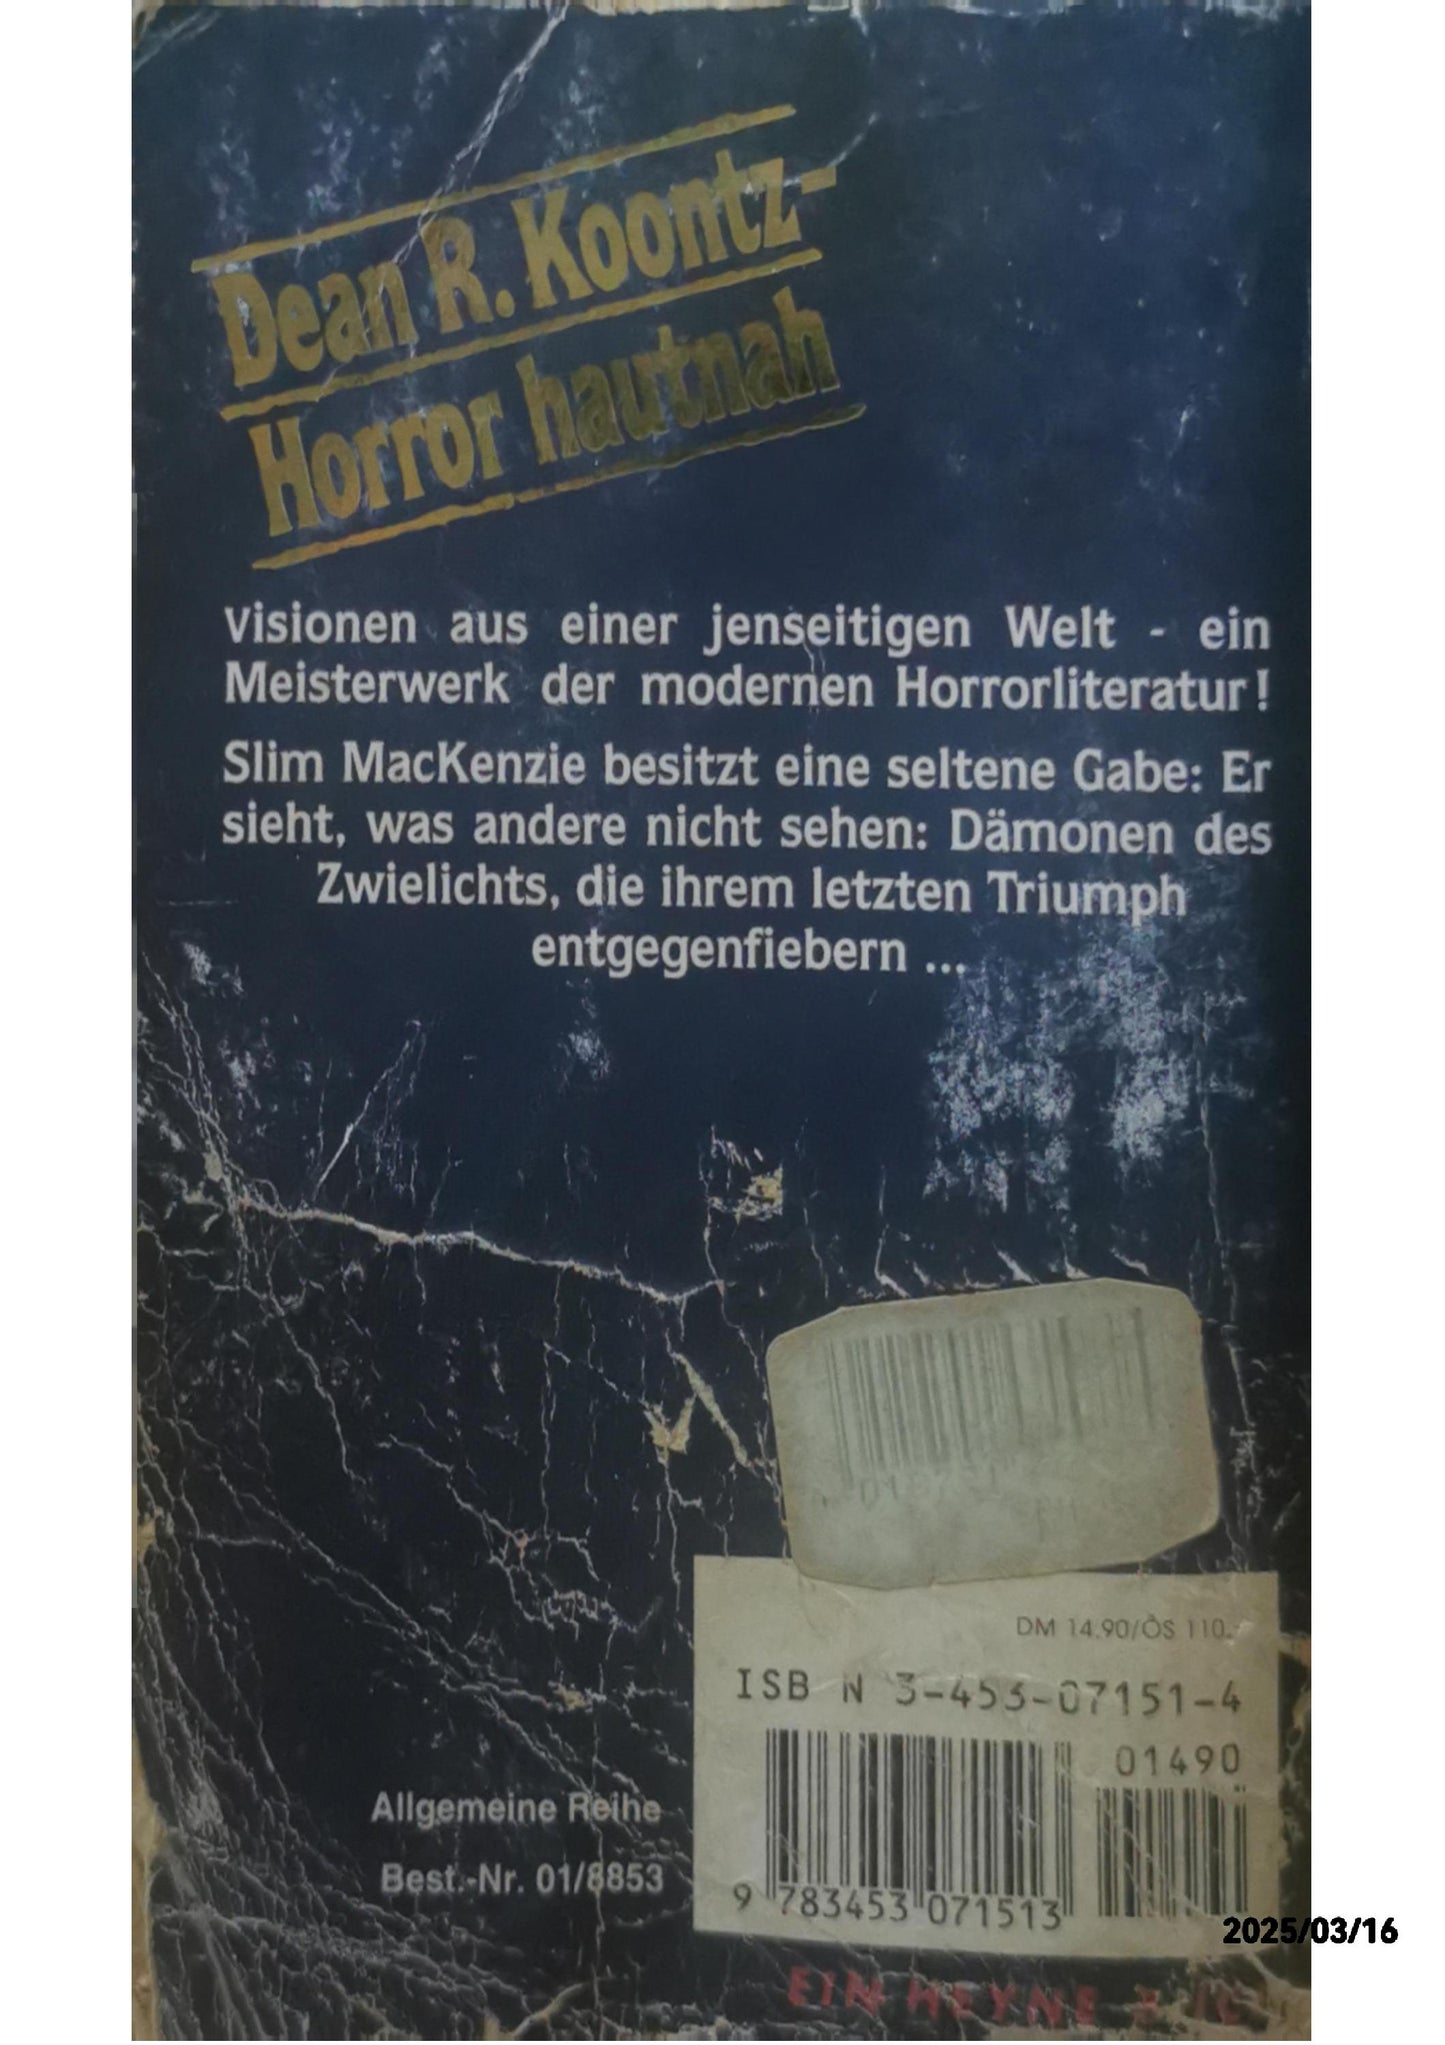 Dean R. Koontz-
Horror hautnah
Visionen aus einer jenseitigen Welt - ein
Meisterwerk der modernen Horrorliteratur!
Slim MacKenzie besitzt eine seltene Gabe: Er
sieht, was andere nicht sehen: Dämonen des
Zwielichts, die ihrem letzten Triumph
entgegenfiebern ...
DM 14.90/ÖS 110.-
ISB N 3-453-07151-4
01490
9 783453 071513
Allgemeine Reihe
Best.-Nr. 01/8853
2025/03/16
EIN HEYNE